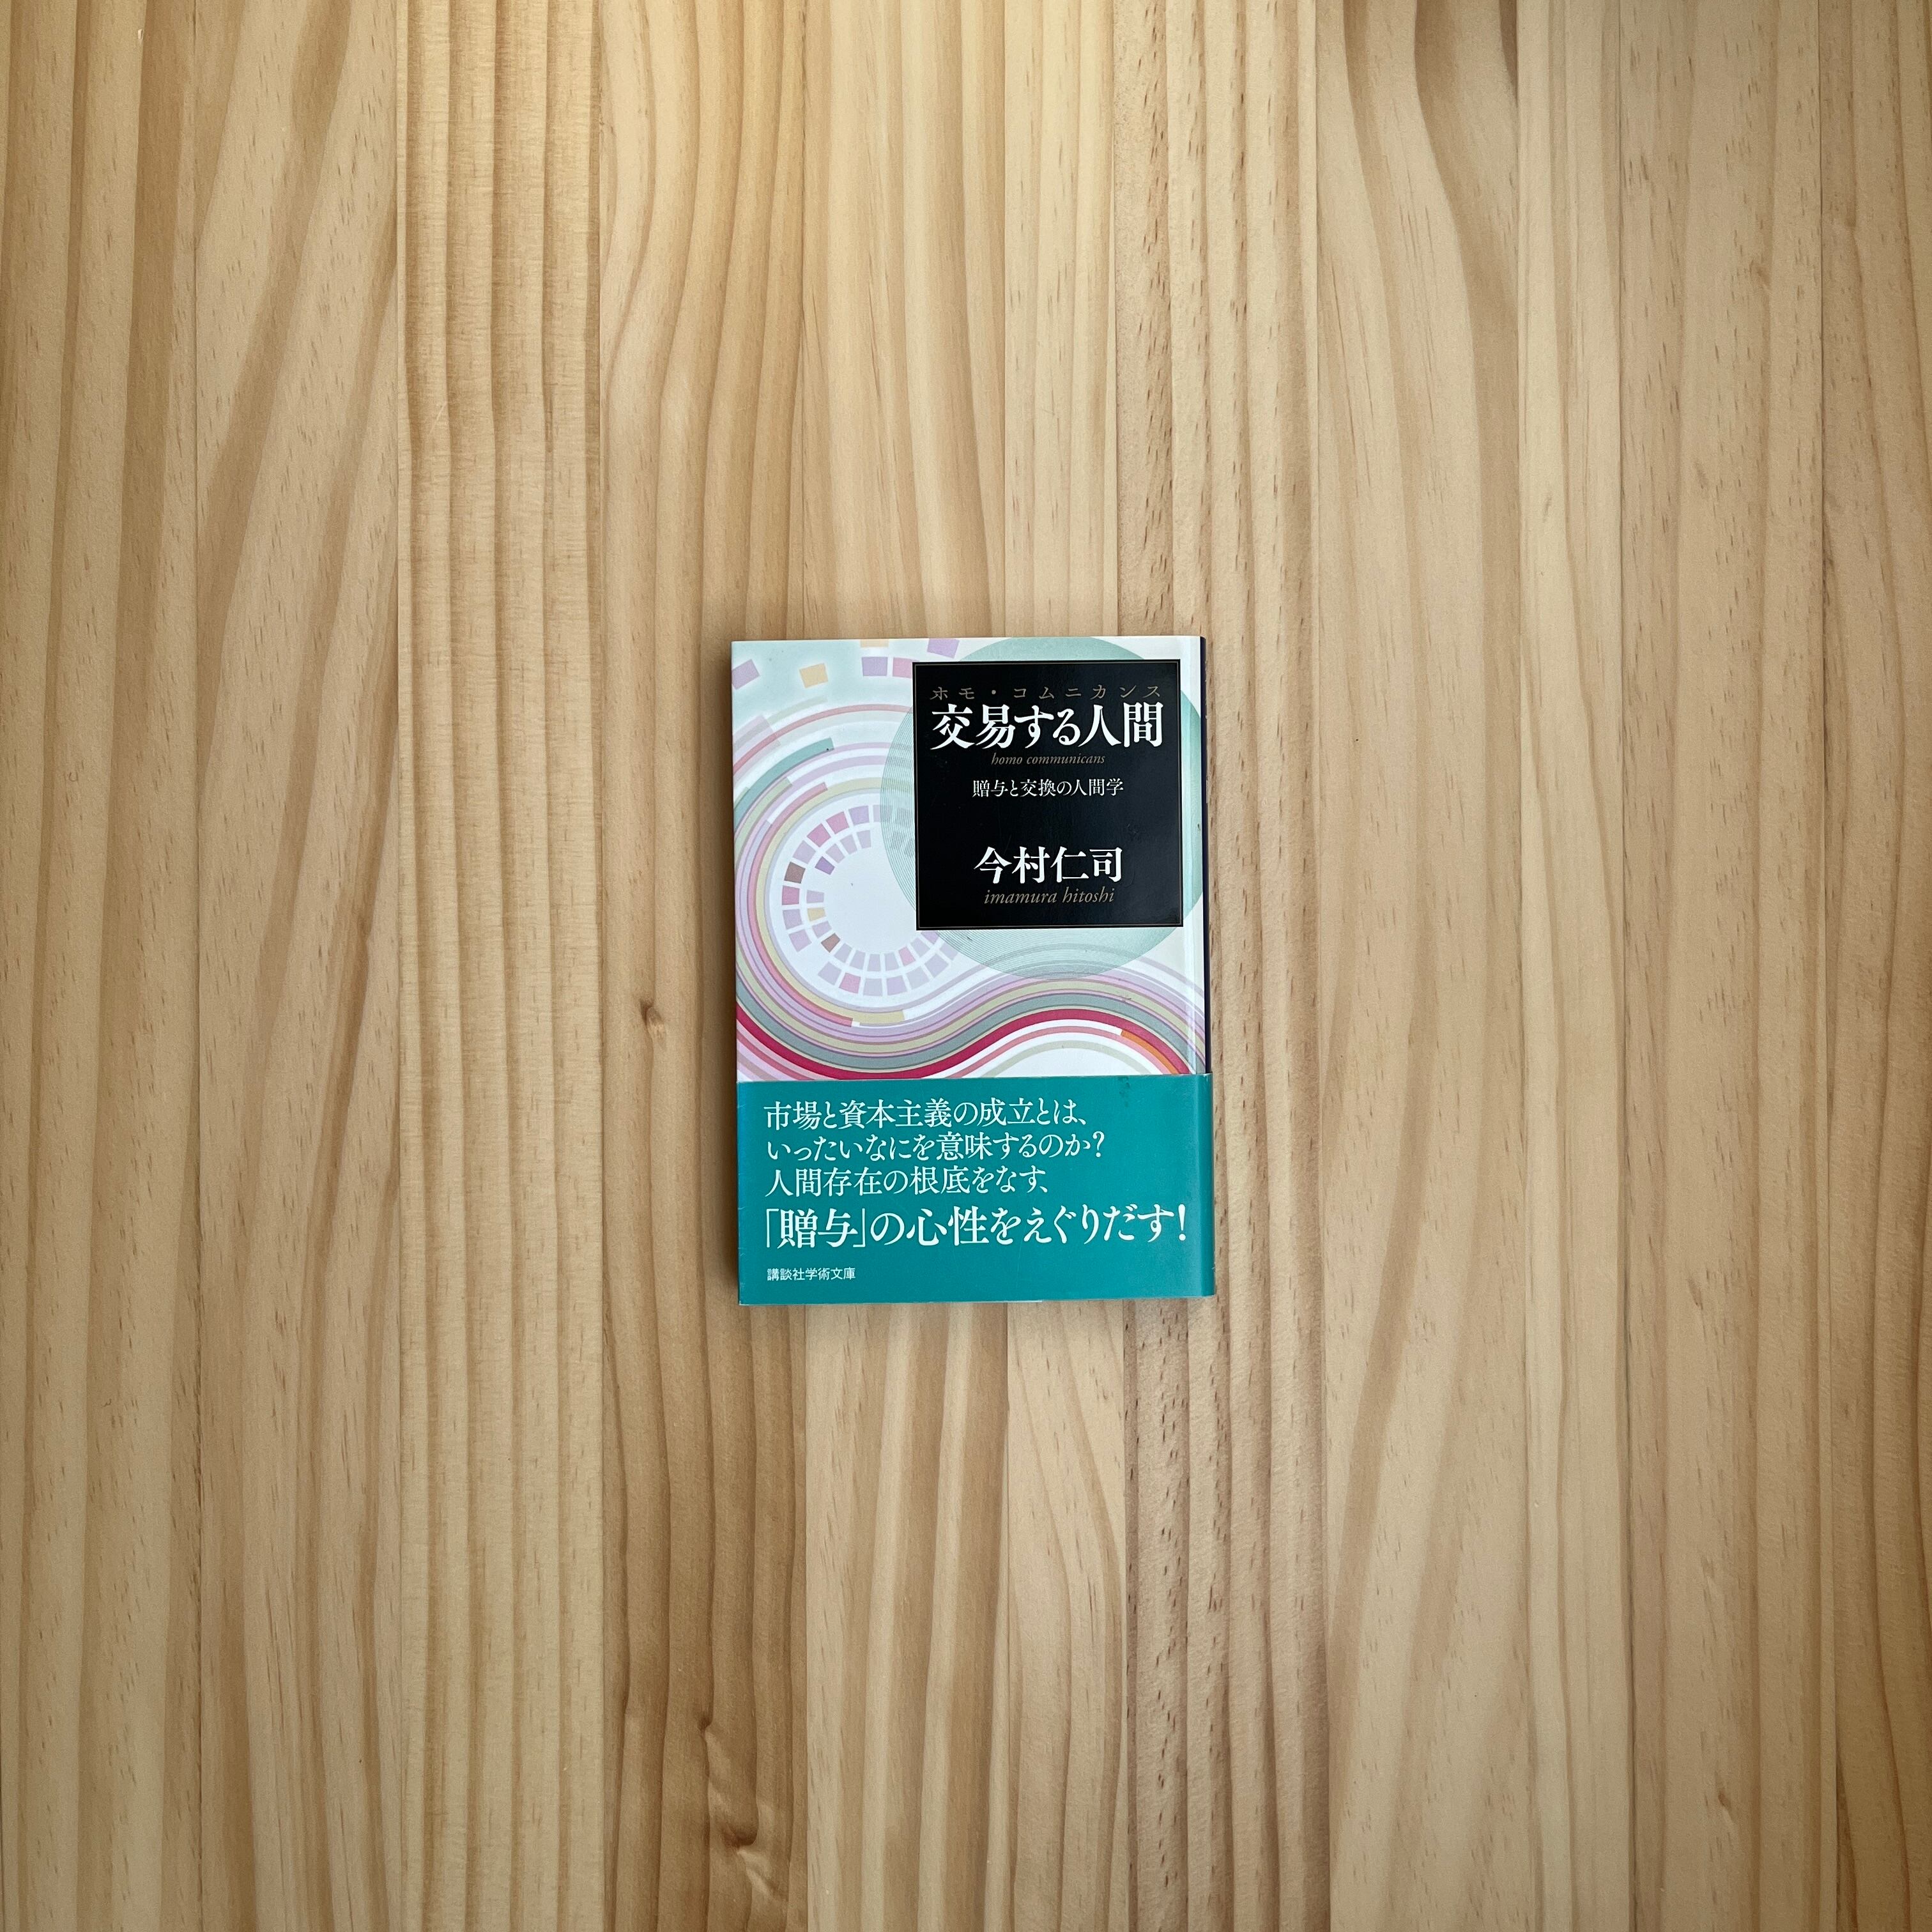 ホモ・コムニカンス
交易する人間
homo communicans
贈与と交換の人間学
今村仁司
imamura hitoshi
市場と資本主義の成立とは、
いったいなにを意味するのか?
人間存在の根底をなす、
「贈与」の心性をえぐりだす!
講談社学術文庫